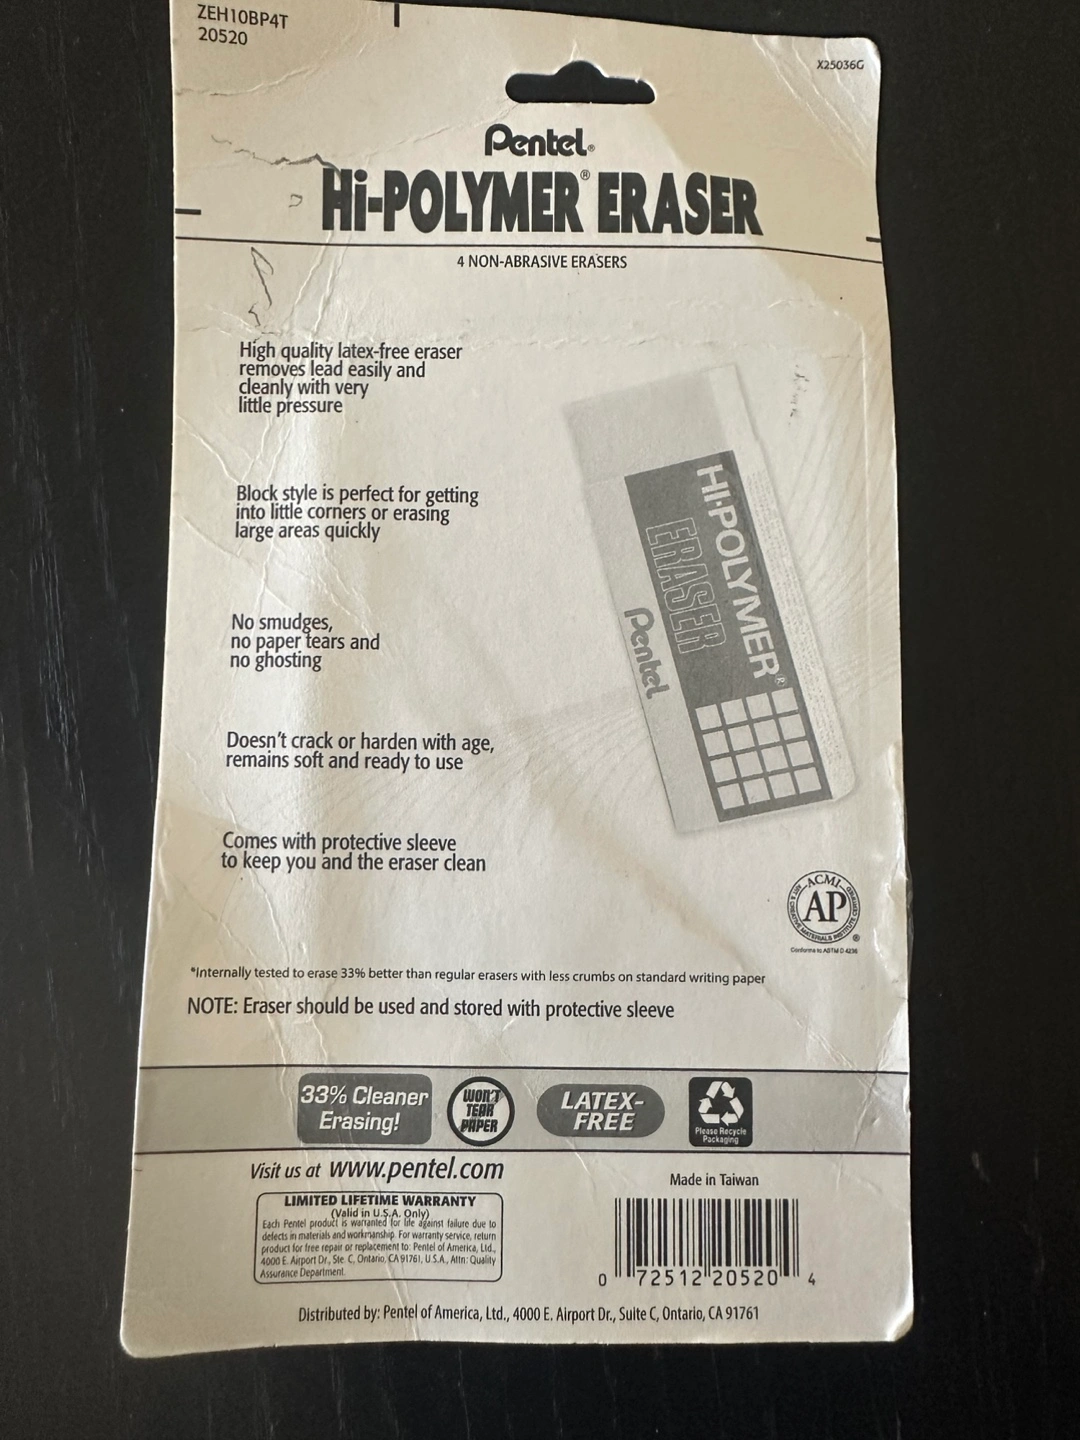 ZEH10BP4T
20520
X25036G
Pentel®
Hi-POLYMER® ERASER
4 NON-ABRASIVE ERASERS
High quality latex-free eraser
removes lead easily and
cleanly with very
little pressure
Block style is perfect for getting
into little corners or erasing
large areas quickly
No smudges,
no paper tears and
no ghosting
Doesn't crack or harden with age,
remains soft and ready to use
Comes with protective sleeve
to keep you and the eraser clean
HI-POLYMER®
ERASER
Pentel
ACMI
ART & CREATIVE MATERIALS INSTITUTE CERTIFIED
AP
®
Conforms to ASTM D-4236
*Internally tested to erase 33% better than regular erasers with less crumbs on standard writing paper
NOTE: Eraser should be used and stored with protective sleeve
33% Cleaner
Erasing!
WON'T
TEAR
PAPER
LATEX-
FREE
Please Recycle
Packaging
Visit us at www.pentel.com
LIMITED LIFETIME WARRANTY
(Valid in U.S.A. Only)
Each Pentel product is warranted for life against failure due to
defects in materials and workmanship. For warranty service, return
product for free repair or replacement to: Pentel of America, Ltd.,
4000 E. Airport Dr., Ste. C, Ontario, CA 91761, U.S.A., Attn: Quality
Assurance Department.
Made in Taiwan
0 72512 20520 4
Distributed by: Pentel of America, Ltd., 4000 E. Airport Dr., Suite C, Ontario, CA 91761